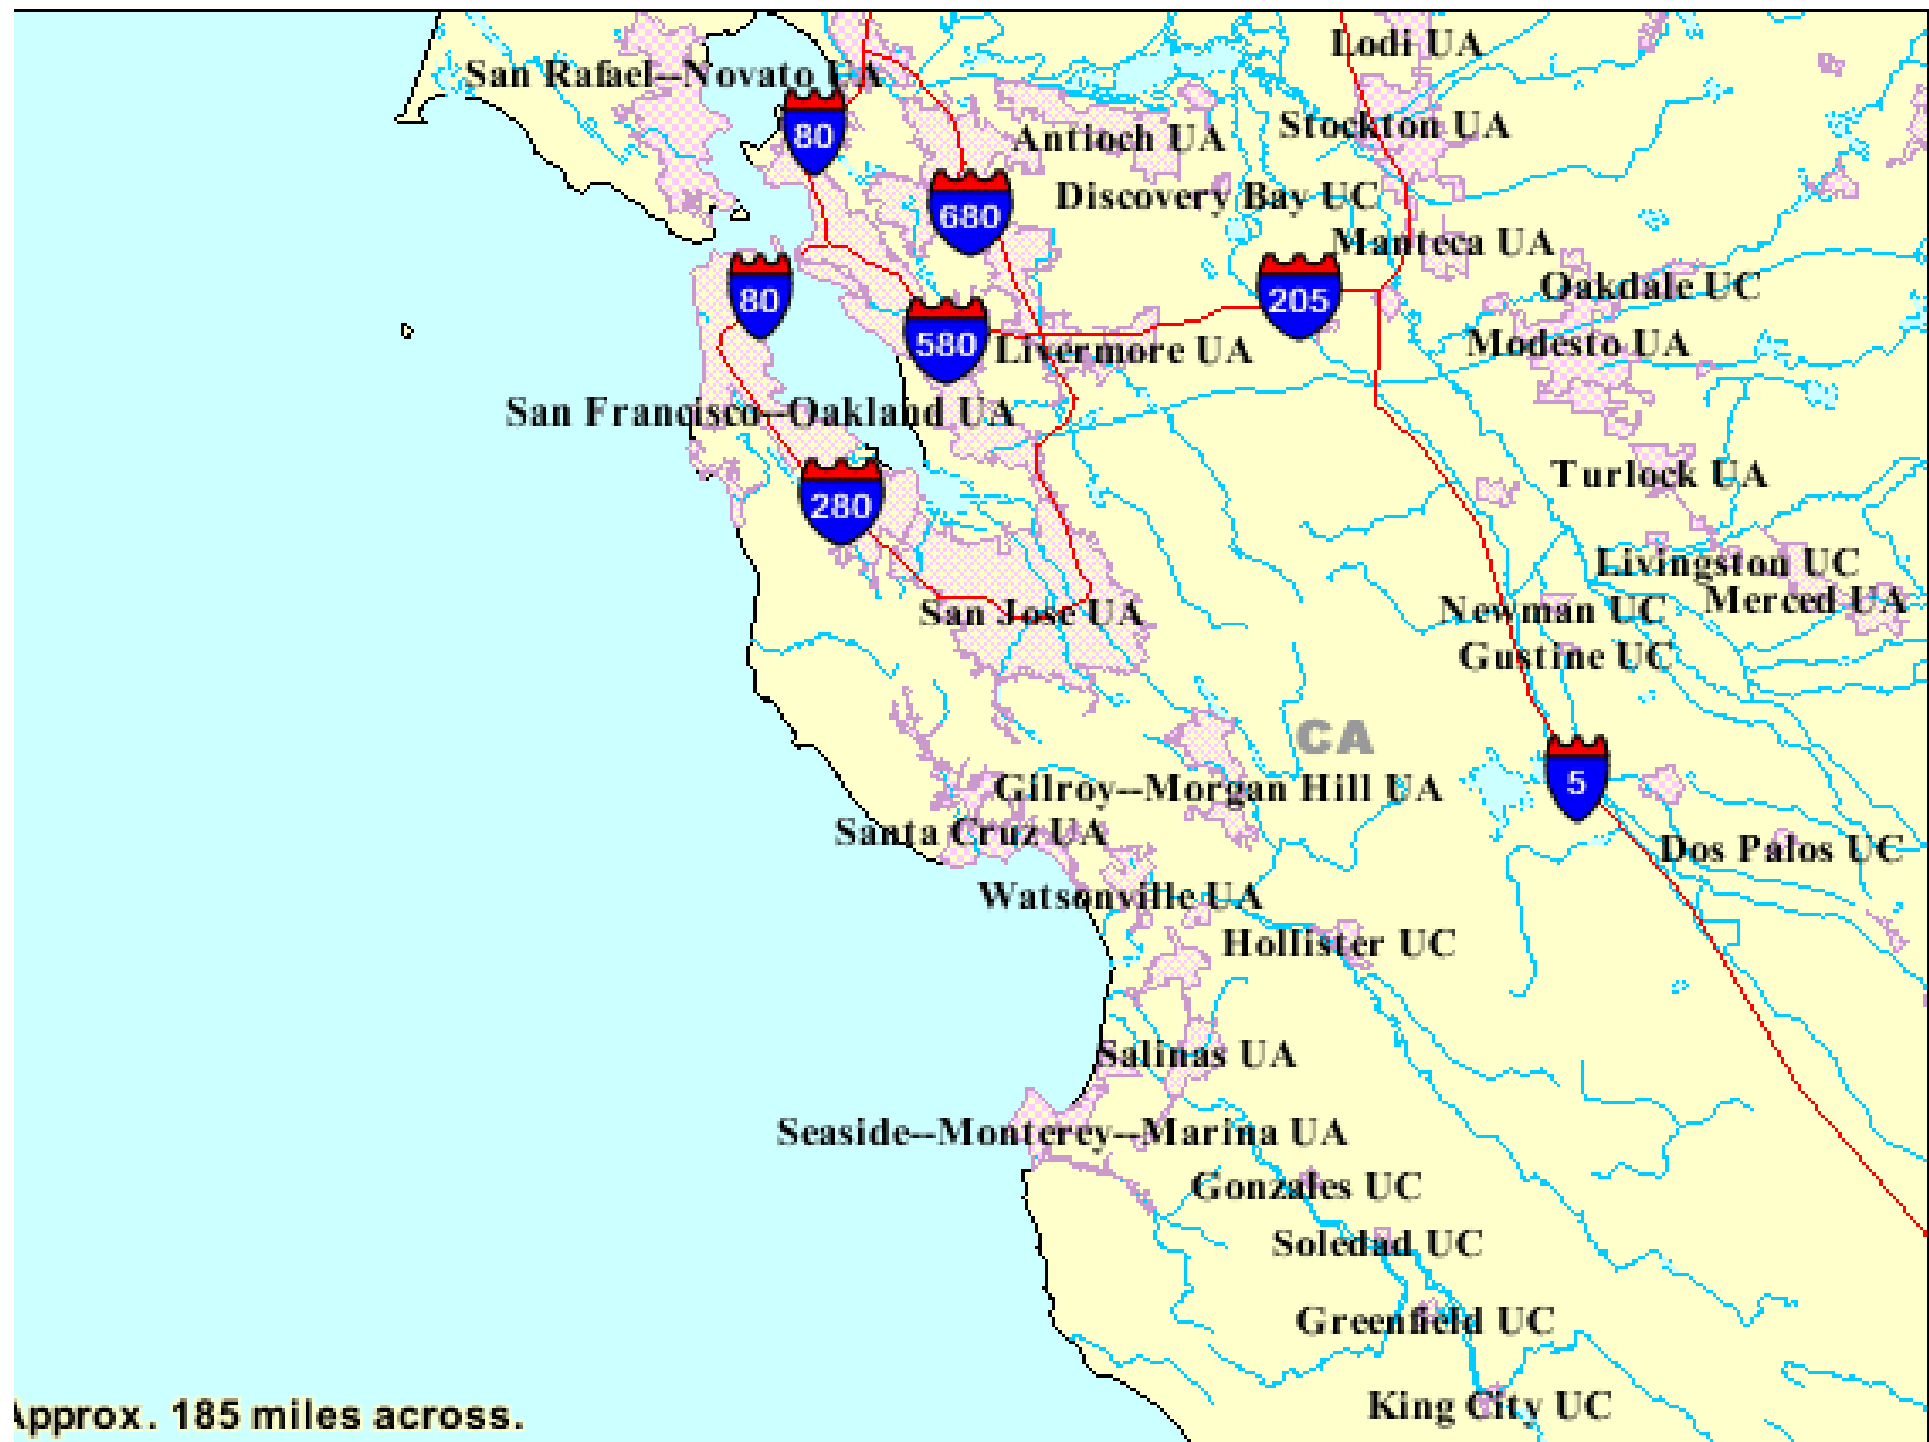 Lodi UA
San Rafael--Novato UA
80
Antioch UA
Stockton UA
680
Discovery Bay UC
Manteca UA
80
205
Oakdale UC
580
Livermore UA
Modesto UA
San Francisco--Oakland UA
Turlock UA
280
Livingston UC
Merced UA
San Jose UA
Newman UC
Gustine UC
CA
5
Gilroy--Morgan Hill UA
Santa Cruz UA
Dos Palos UC
Watsonville UA
Hollister UC
Salinas UA
Seaside--Monterey--Marina UA
Gonzales UC
Soledad UC
Greenfield UC
King City UC
Approx. 185 miles across.